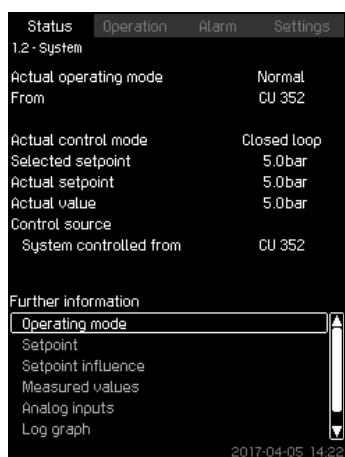 Status Operation Alarm Settings
1.2 - System
Actual operating mode Normal
From CU 352
Actual control mode Closed loop
Selected setpoint 5.0bar
Actual setpoint 5.0bar
Actual value 5.0bar
Control source
System controlled from CU 352
Further information
Operating mode
Setpoint
Setpoint influence
Measured values
Analog inputs
Log graph
2017-04-05 14:22